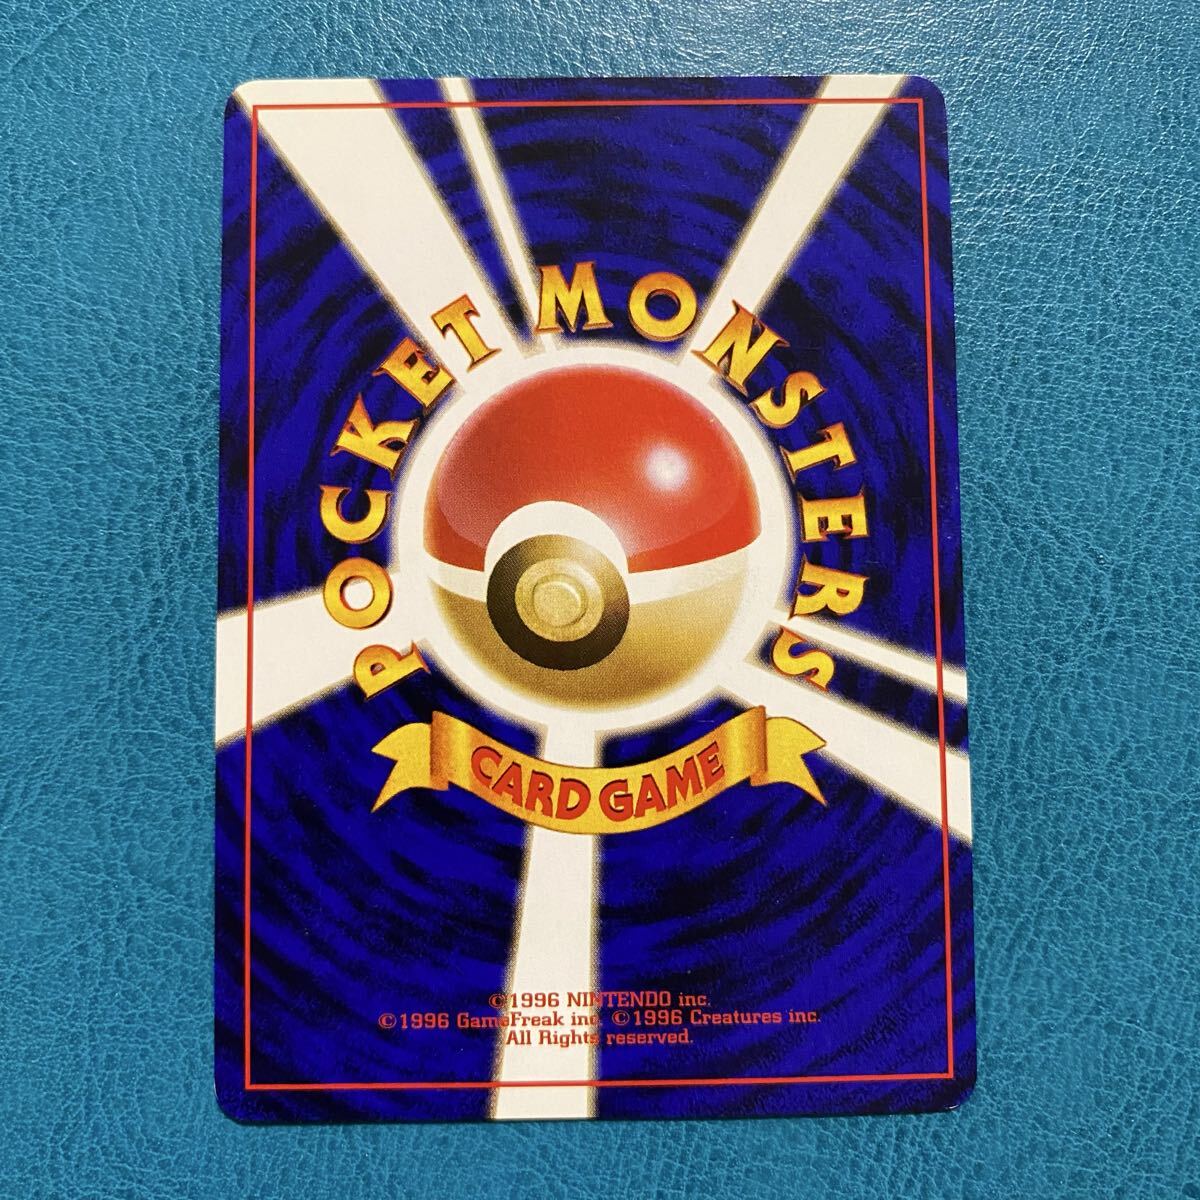 POCKET MONSTERS
CARD GAME
©1996 NINTENDO inc.
©1996 GameFreak inc. ©1996 Creatures inc.
All Rights reserved.